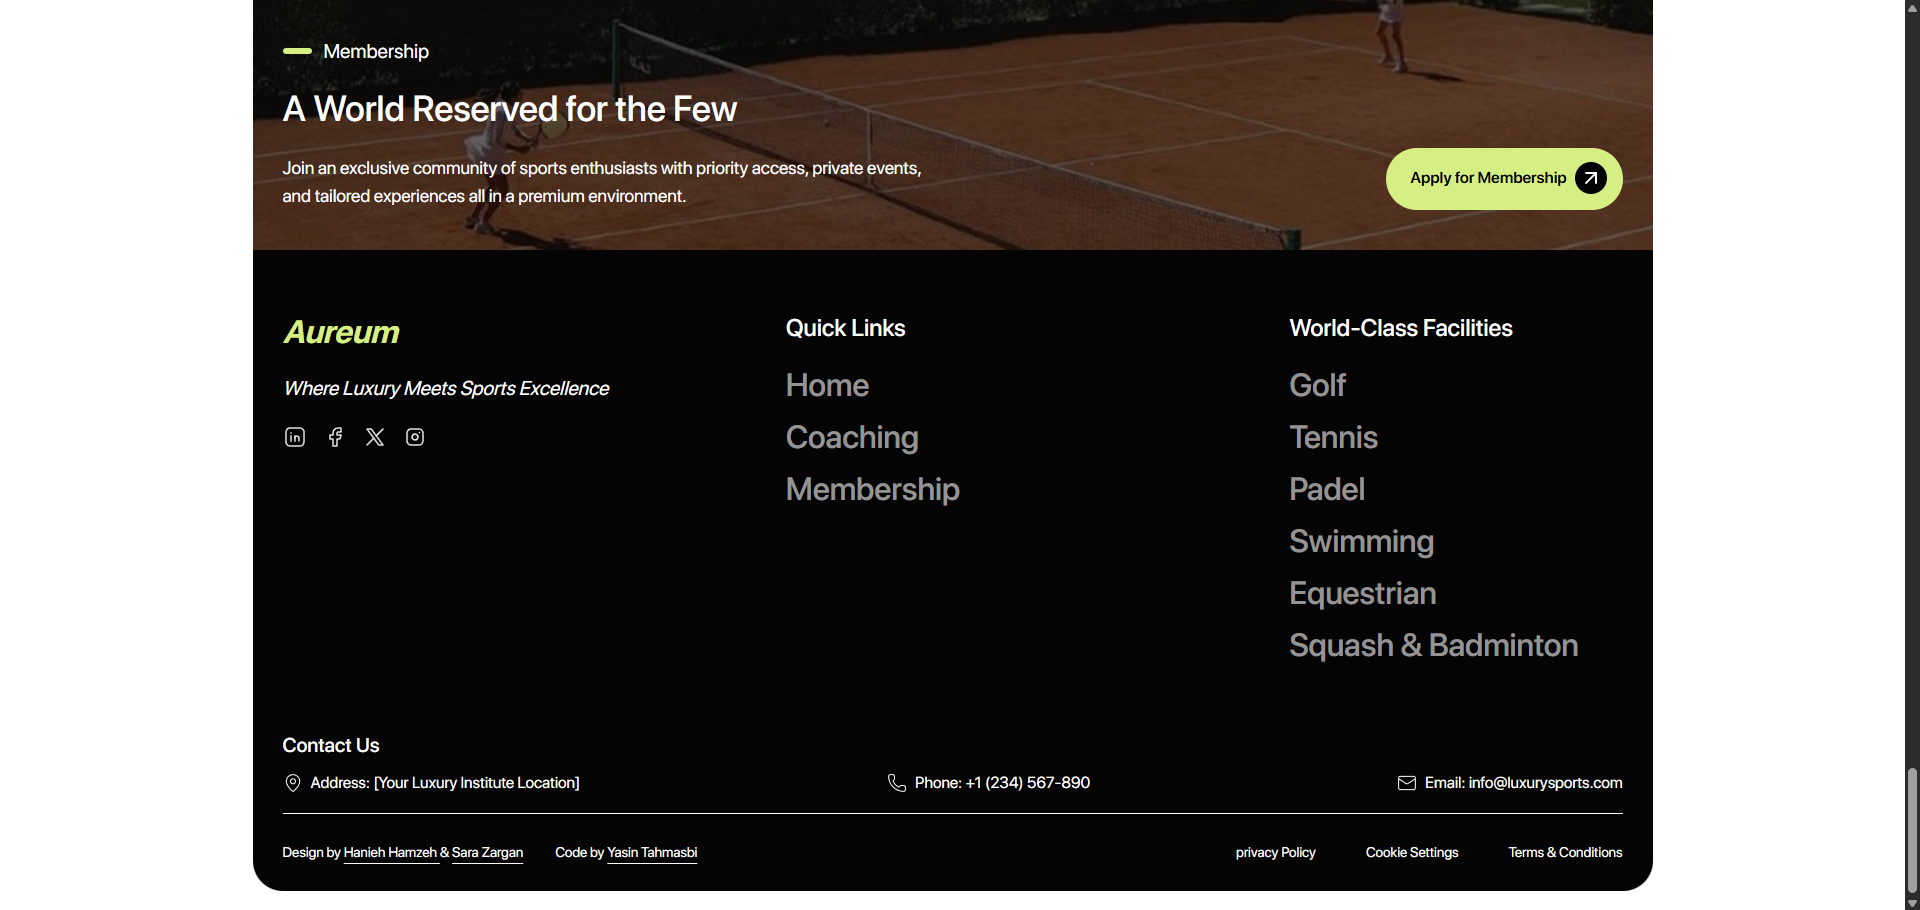 Membership
A World Reserved for the Few
Join an exclusive community of sports enthusiasts with priority access, private events,
and tailored experiences all in a premium environment.
Apply for Membership
Aureum
Where Luxury Meets Sports Excellence
Quick Links
Home
Coaching
Membership
World-Class Facilities
Golf
Tennis
Padel
Swimming
Equestrian
Squash & Badminton
Contact Us
Address: [Your Luxury Institute Location]
Phone: +1 (234) 567-890
Email: info@luxurysports.com
Design by Hanieh Hamzeh & Sara Zargan
Code by Yasin Tahmasbi
privacy Policy
Cookie Settings
Terms & Conditions